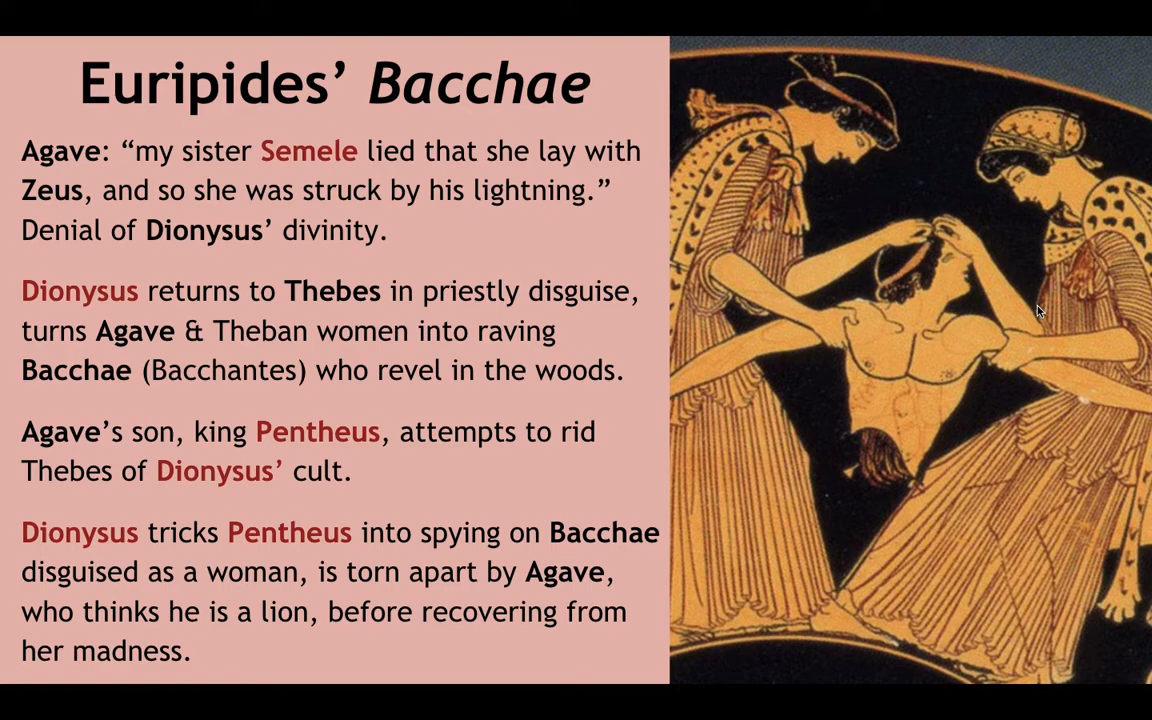 Euripides’ Bacchae
Agave: “my sister Semele lied that she lay with
Zeus, and so she was struck by his lightning.”
Denial of Dionysus’ divinity.
Dionysus returns to Thebes in priestly disguise,
turns Agave & Theban women into raving
Bacchae (Bacchantes) who revel in the woods.
Agave’s son, king Pentheus, attempts to rid
Thebes of Dionysus’ cult.
Dionysus tricks Pentheus into spying on Bacchae
disguised as a woman, is torn apart by Agave,
who thinks he is a lion, before recovering from
her madness.